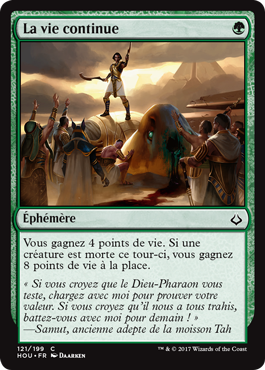 La vie continue
Éphémère
Vous gagnez 4 points de vie. Si une
créature est morte ce tour-ci, vous gagnez
8 points de vie à la place.
« Si vous croyez que le Dieu-Pharaon vous
teste, chargez avec moi pour prouver votre
valeur. Si vous croyez qu'il nous a tous trahis,
battez-vous avec moi pour demain ! »
—Samut, ancienne adepte de la moisson Tah
121/199 C
HOU • FR Daarken
™ & © 2017 Wizards of the Coast